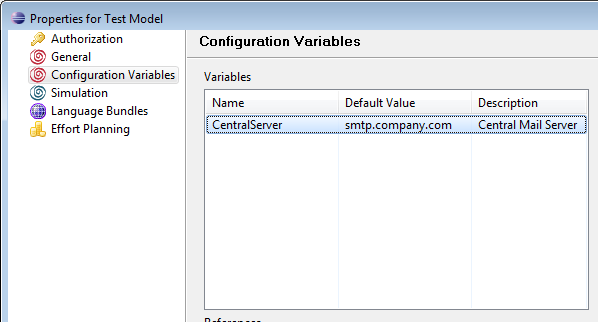 Properties for Test Model
Authorization
General
Configuration Variables
Simulation
Language Bundles
Effort Planning
Configuration Variables
Variables
Name Default Value Description
CentralServer smtp.company.com Central Mail Server
References